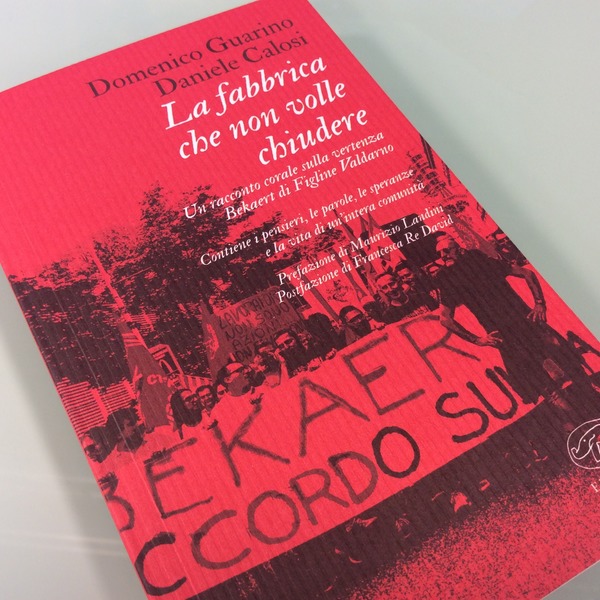 Domenico Guarino
Daniele Calosi
La fabbrica
che non volle
chiudere
Un racconto corale sulla vertenza
Bekaert di Figline Valdarno
Contiene i pensieri, le parole, le speranze
e la vita di un'intera comunità
Prefazione di Maurizio Landini
Postfazione di Francesca Re David
BEKAER
CCORDO SU